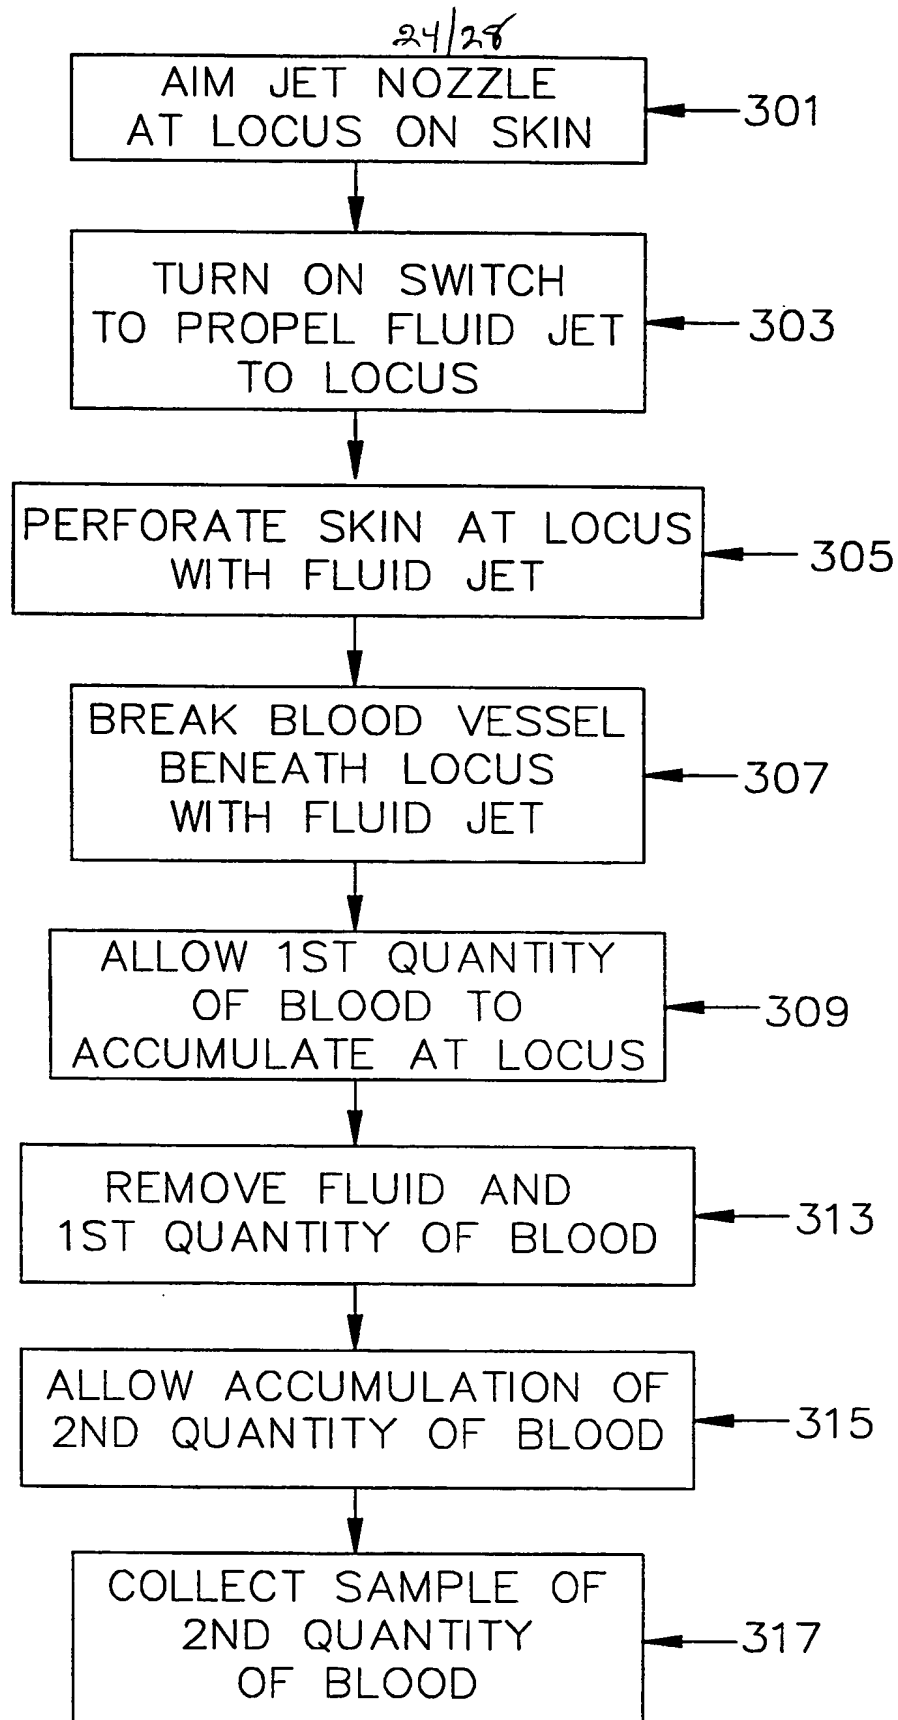 24/28
AIM JET NOZZLE
AT LOCUS ON SKIN
301
TURN ON SWITCH
TO PROPEL FLUID JET
TO LOCUS
303
PERFORATE SKIN AT LOCUS
WITH FLUID JET
305
BREAK BLOOD VESSEL
BENEATH LOCUS
WITH FLUID JET
307
ALLOW 1ST QUANTITY
OF BLOOD TO
ACCUMULATE AT LOCUS
309
REMOVE FLUID AND
1ST QUANTITY OF BLOOD
313
ALLOW ACCUMULATION OF
2ND QUANTITY OF BLOOD
315
COLLECT SAMPLE OF
2ND QUANTITY
OF BLOOD
317